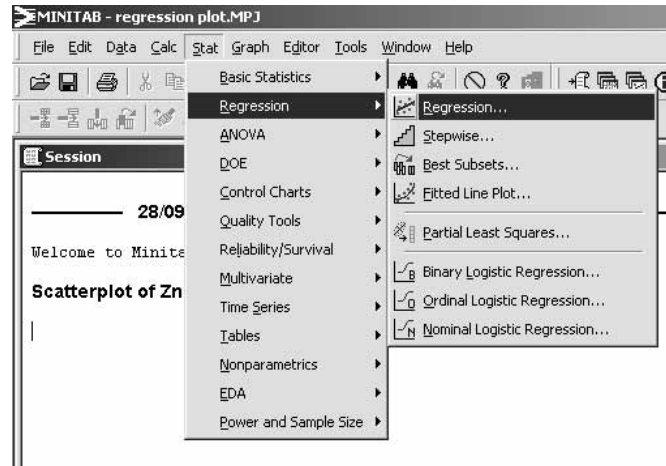 MINITAB - regression plot.MPJ
File Edit Data Calc Stat Graph Editor Tools Window Help
Basic Statistics
Regression
ANOVA
DOE
Control Charts
Quality Tools
Reliability/Survival
Multivariate
Time Series
Tables
Nonparametrics
EDA
Power and Sample Size
Regression...
Stepwise...
Best Subsets...
Fitted Line Plot...
Partial Least Squares...
Binary Logistic Regression...
Ordinal Logistic Regression...
Nominal Logistic Regression...
Session
28/09
Welcome to Minita
Scatterplot of Zn